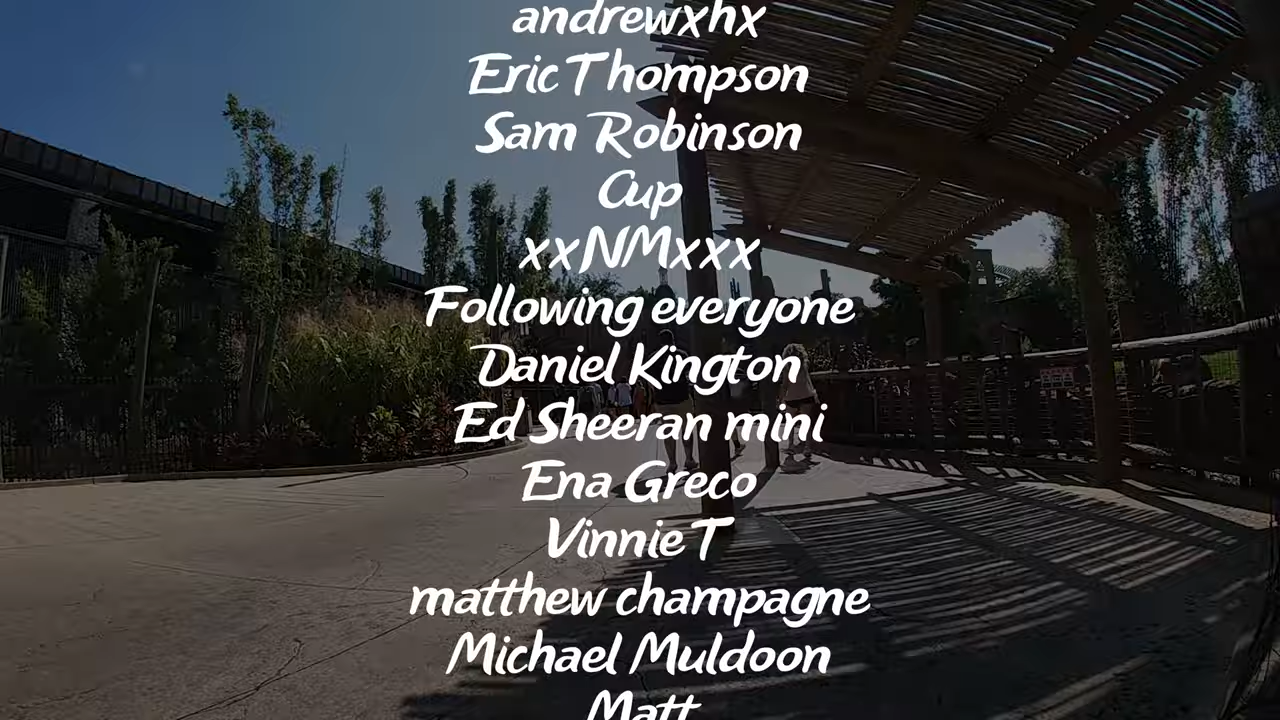 andrewxhx
Eric Thompson
Sam Robinson
Cup
xxNMxxx
Following everyone
Daniel Kington
Ed Sheeran mini
Ena Greco
Vinnie T
matthew champagne
Michael Muldoon
Matt